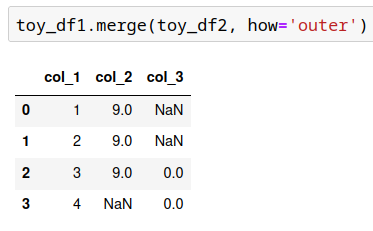 toy_df1.merge(toy_df2, how='outer')
col_1 col_2 col_3
0 1 9.0 NaN
1 2 9.0 NaN
2 3 9.0 0.0
3 4 NaN 0.0